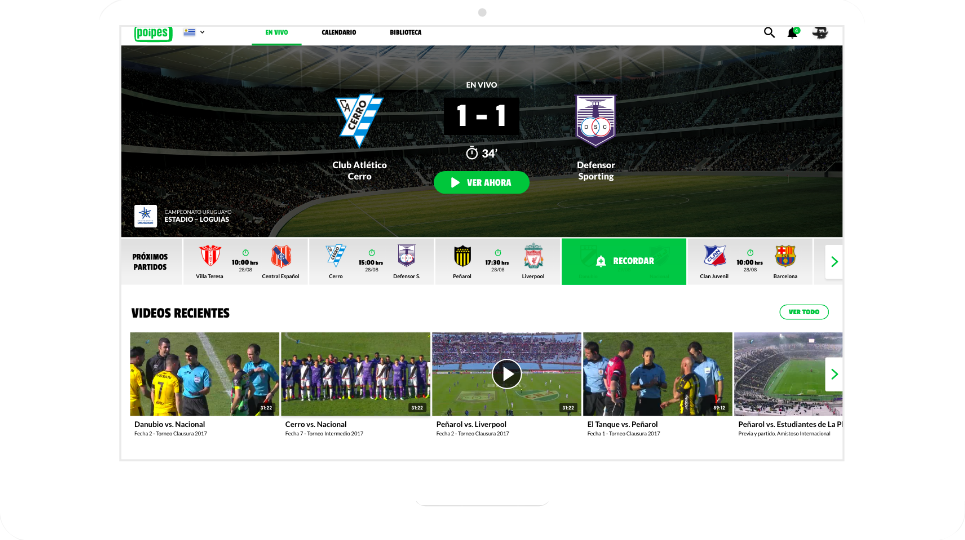 poipes
EN VIVO
CALENDARIO
BIBLIOTECA
EN VIVO
CA CERRO
1 - 1
DSC
34'
Club Atlético
Cerro
Defensor
Sporting
VER AHORA
CAMPEONATO URUGUAYO
ESTADIO – LOGUIAS
PRÓXIMOS
PARTIDOS
10:00 hrs
28/08
Villa Teresa
Central Español
15:00 hrs
28/08
Cerro
Defensor S.
17:30 hrs
28/08
Peñarol
Liverpool
RECORDAR
10:00 hrs
28/08
Clan Juvenil
Barcelona
VIDEOS RECIENTES
VER TODO
31:22
31:22
31:22
Danubio vs. Nacional
Fecha 2 - Torneo Clausura 2017
Cerro vs. Nacional
Fecha 7 - Torneo Intermedio 2017
Peñarol vs. Liverpool
Fecha 2 - Torneo Clausura 2017
El Tanque vs. Peñarol
Fecha 1 - Torneo Clausura 2017
Peñarol vs. Estudiantes de La Pl
Previa y partido, Amistoso Internacional